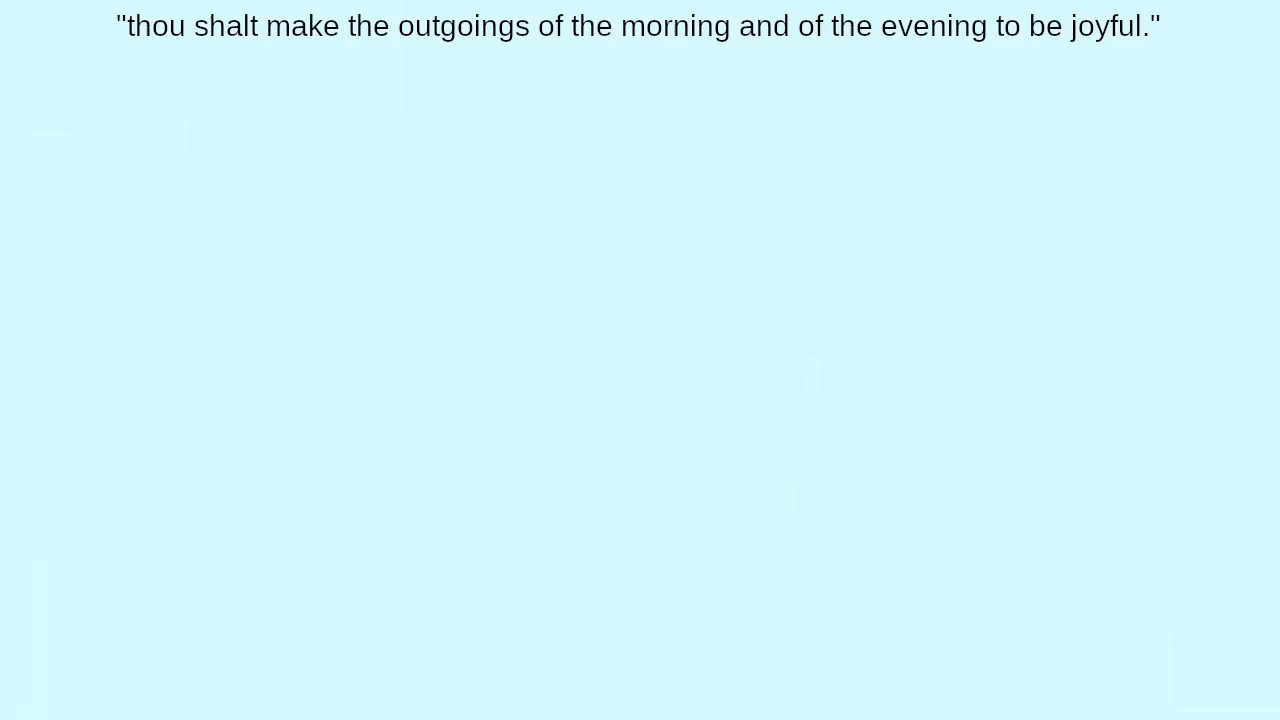 "thou shalt make the outgoings of the morning and of the evening to be joyful."